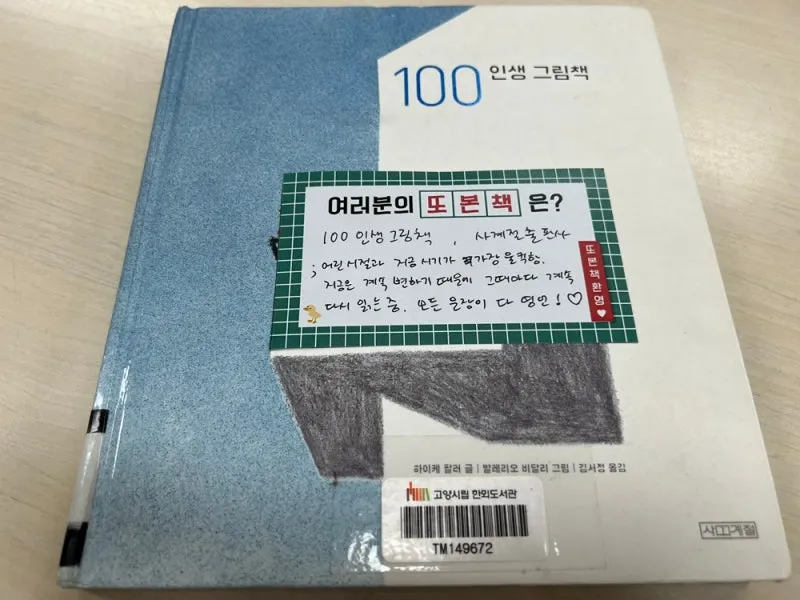 100 인생 그림책
여러분의 또 본 책 은?
100 인생 그림책 , 사계절출판사
; 어린 시절과 지금 시기가 가장 뭉클함.
지금은 계속 변하기 때문에 그때마다 계속
다시 읽는 중. 모든 문장이 다 명언! ♡
또본책환영♥
하이케 팔러 글 | 발레리오 비달리 그림 | 김서정 옮김
고양시립 한뫼도서관
TM149672
사계절